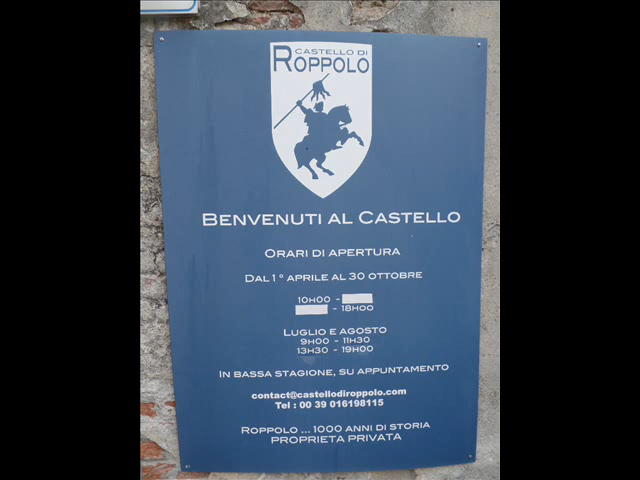 CASTELLO DI
ROPPOLO
BENVENUTI AL CASTELLO
ORARI DI APERTURA
DAL 1° APRILE AL 30 OTTOBRE
10H00 -
- 18H00
LUGLIO E AGOSTO
9H00 - 11H30
13H30 - 19H00
IN BASSA STAGIONE, SU APPUNTAMENTO
contact@castellodiroppolo.com
Tel : 00 39 016198115
ROPPOLO ... 1000 ANNI DI STORIA
PROPRIETA PRIVATA